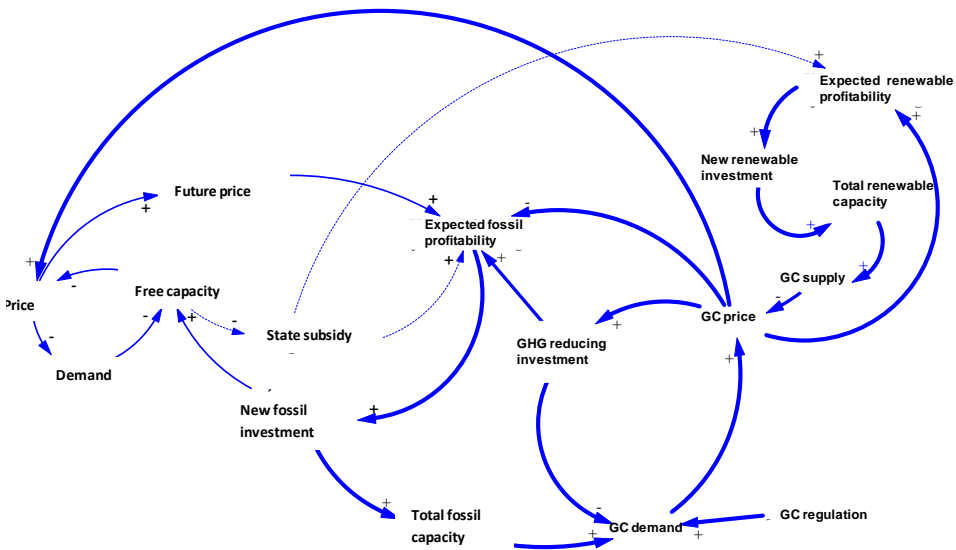 Expected renewable
profitability
New renewable
investment
Total renewable
capacity
Future price
Expected fossil
profitability
GC supply
Price
Free capacity
GC price
State subsidy
GHG reducing
investment
Demand
New fossil
investment
Total fossil
capacity
GC demand
GC regulation